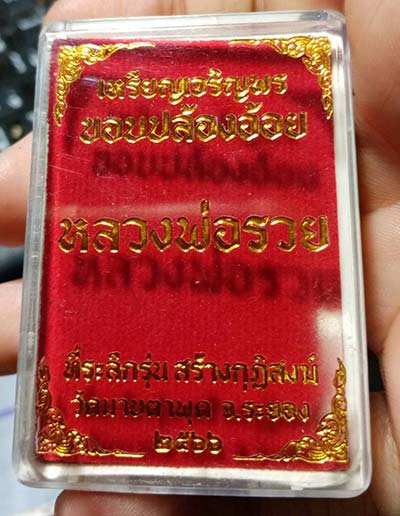 เหรียญเจริญพร
ขอบปล้องอ้อย
หลวงพ่อรวย
ที่ระลึกรุ่น สร้างกุฏิสงฆ์
วัดมาบตาพุด จ.ระยอง
๒๕๖๖